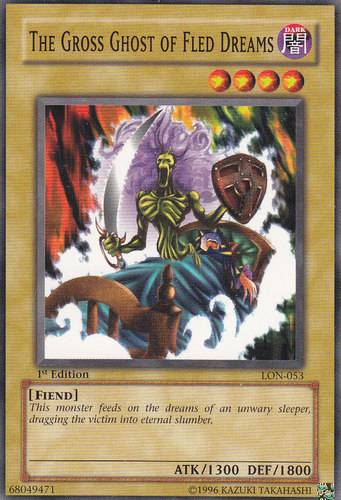 THE GROSS GHOST OF FLED DREAMS
DARK
闇
1st Edition
LON-053
[FIEND]
This monster feeds on the dreams of an unwary sleeper,
dragging the victim into eternal slumber.
ATK/1300 DEF/1800
68049471
©1996 KAZUKI TAKAHASHI